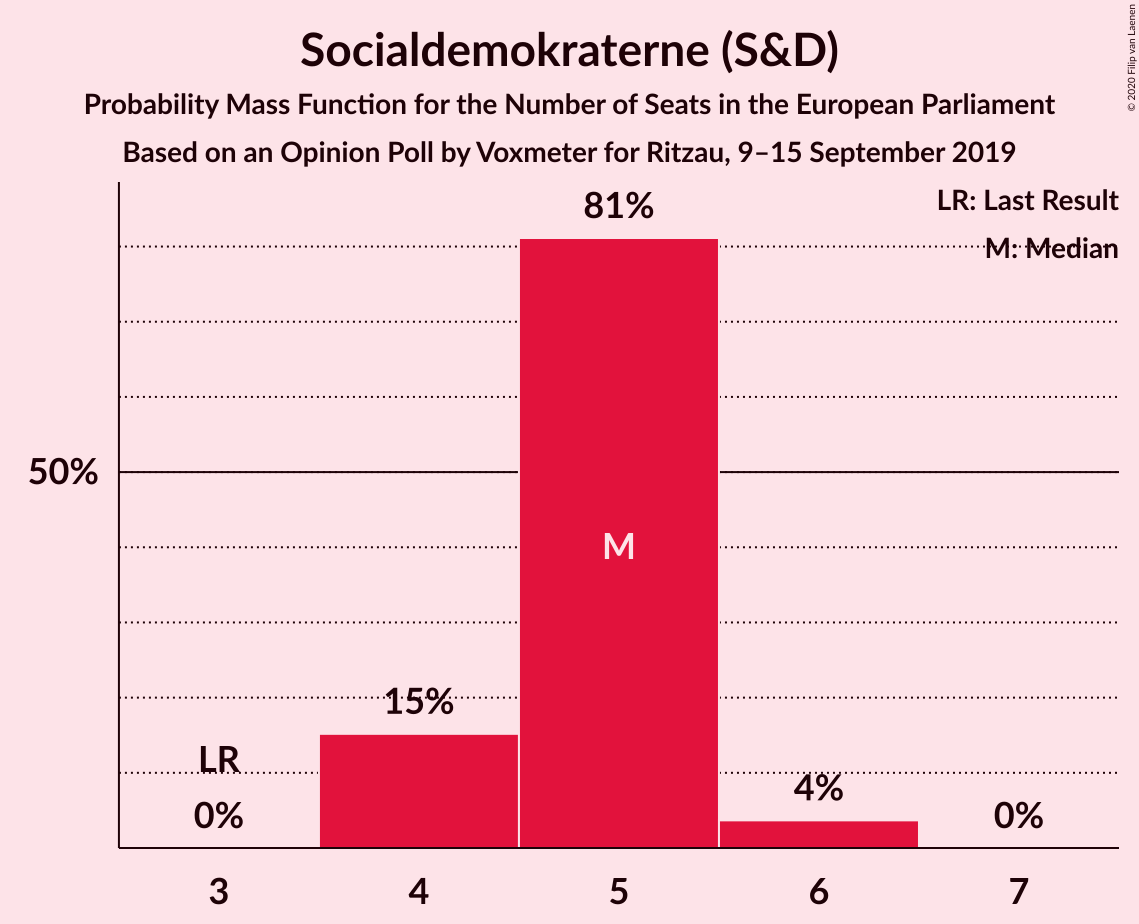 Socialdemokraterne (S&D)
Probability Mass Function for the Number of Seats in the European Parliament
Based on an Opinion Poll by Voxmeter for Ritzau, 9–15 September 2019
© 2020 Filip van Laenen
LR: Last Result
M: Median
81%
50%
M
15%
LR
4%
0%
0%
3
4
5
6
7